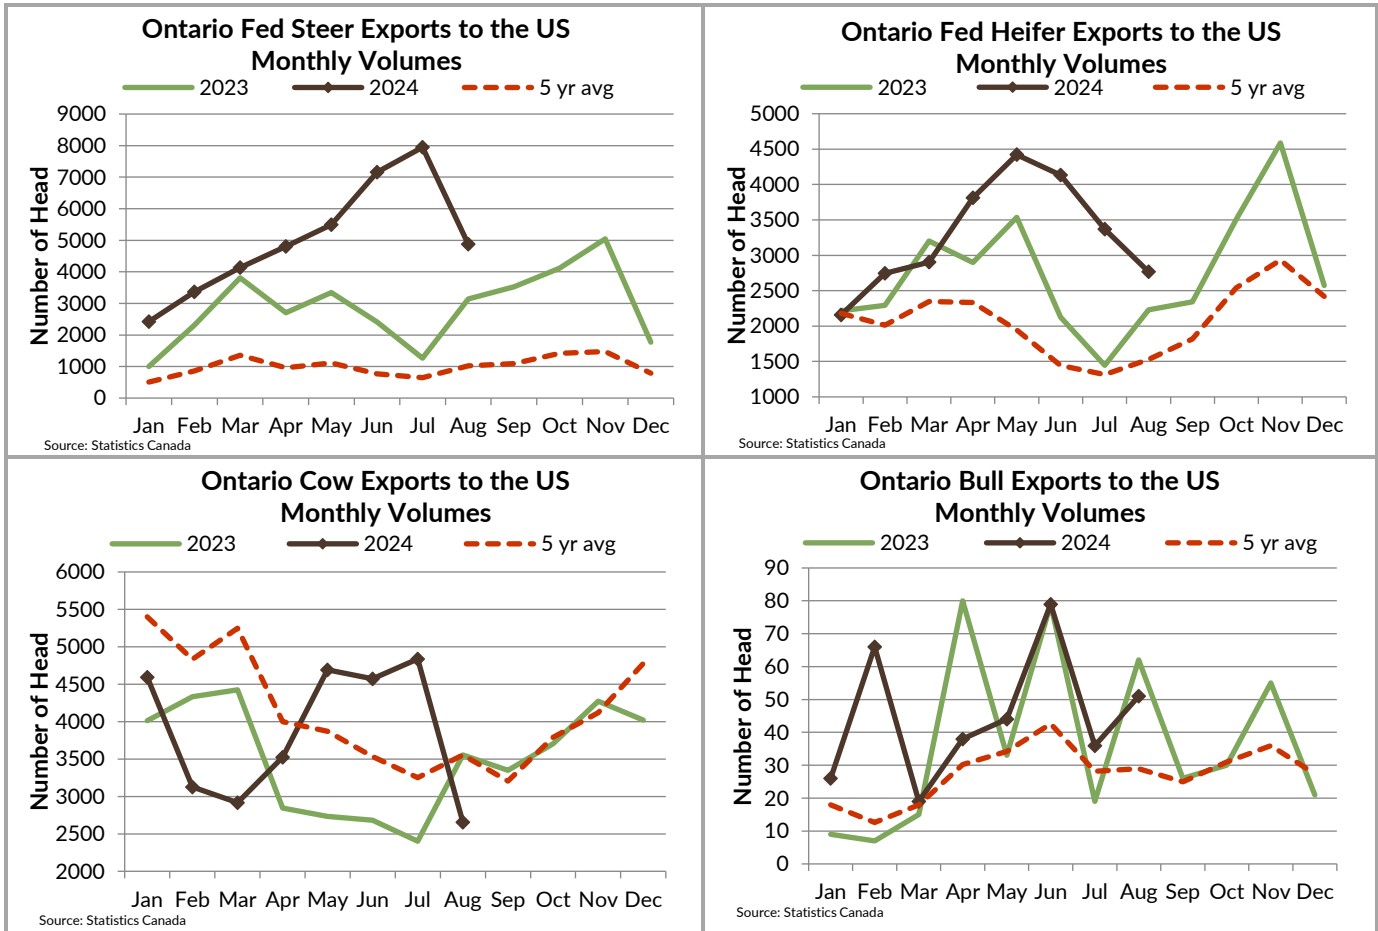 Ontario Fed Steer Exports to the US
Monthly Volumes
2023 2024 5 yr avg
Number of Head
9000
8000
7000
6000
5000
4000
3000
2000
1000
0
Jan Feb Mar Apr May Jun Jul Aug Sep Oct Nov Dec
Source: Statistics Canada
Ontario Fed Heifer Exports to the US
Monthly Volumes
2023 2024 5 yr avg
Number of Head
5000
4500
4000
3500
3000
2500
2000
1500
1000
Jan Feb Mar Apr May Jun Jul Aug Sep Oct Nov Dec
Source: Statistics Canada
Ontario Cow Exports to the US
Monthly Volumes
2023 2024 5 yr avg
Number of Head
6000
5500
5000
4500
4000
3500
3000
2500
2000
Jan Feb Mar Apr May Jun Jul Aug Sep Oct Nov Dec
Source: Statistics Canada
Ontario Bull Exports to the US
Monthly Volumes
2023 2024 5 yr avg
Number of Head
90
80
70
60
50
40
30
20
10
0
Jan Feb Mar Apr May Jun Jul Aug Sep Oct Nov Dec
Source: Statistics Canada